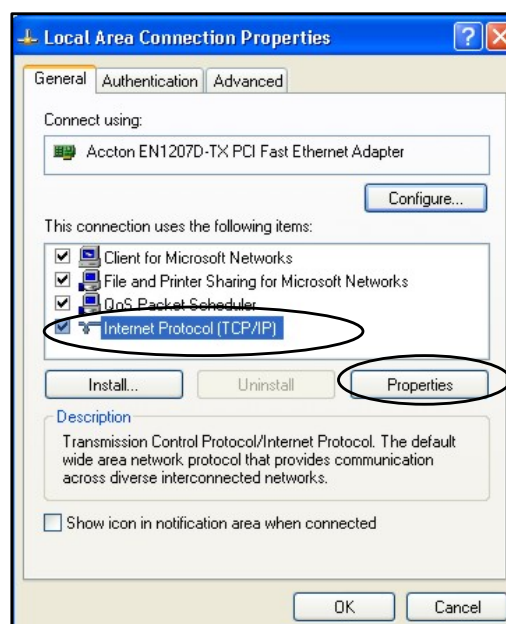 Local Area Connection Properties
General Authentication Advanced
Connect using:
Accton EN1207D-TX PCI Fast Ethernet Adapter
Configure...
This connection uses the following items:
Client for Microsoft Networks
File and Printer Sharing for Microsoft Networks
QoS Packet Scheduler
Internet Protocol (TCP/IP)
Install... Uninstall Properties
Description
Transmission Control Protocol/Internet Protocol. The default
wide area network protocol that provides communication
across diverse interconnected networks.
Show icon in notification area when connected
OK Cancel